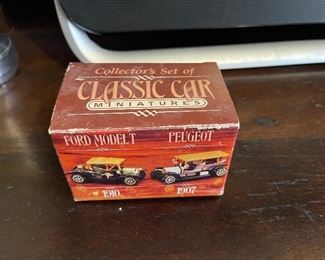 Collector's Set of
CLASSIC CAR
MINIATURES
FORD MODEL T PEUGEOT
1910 1907